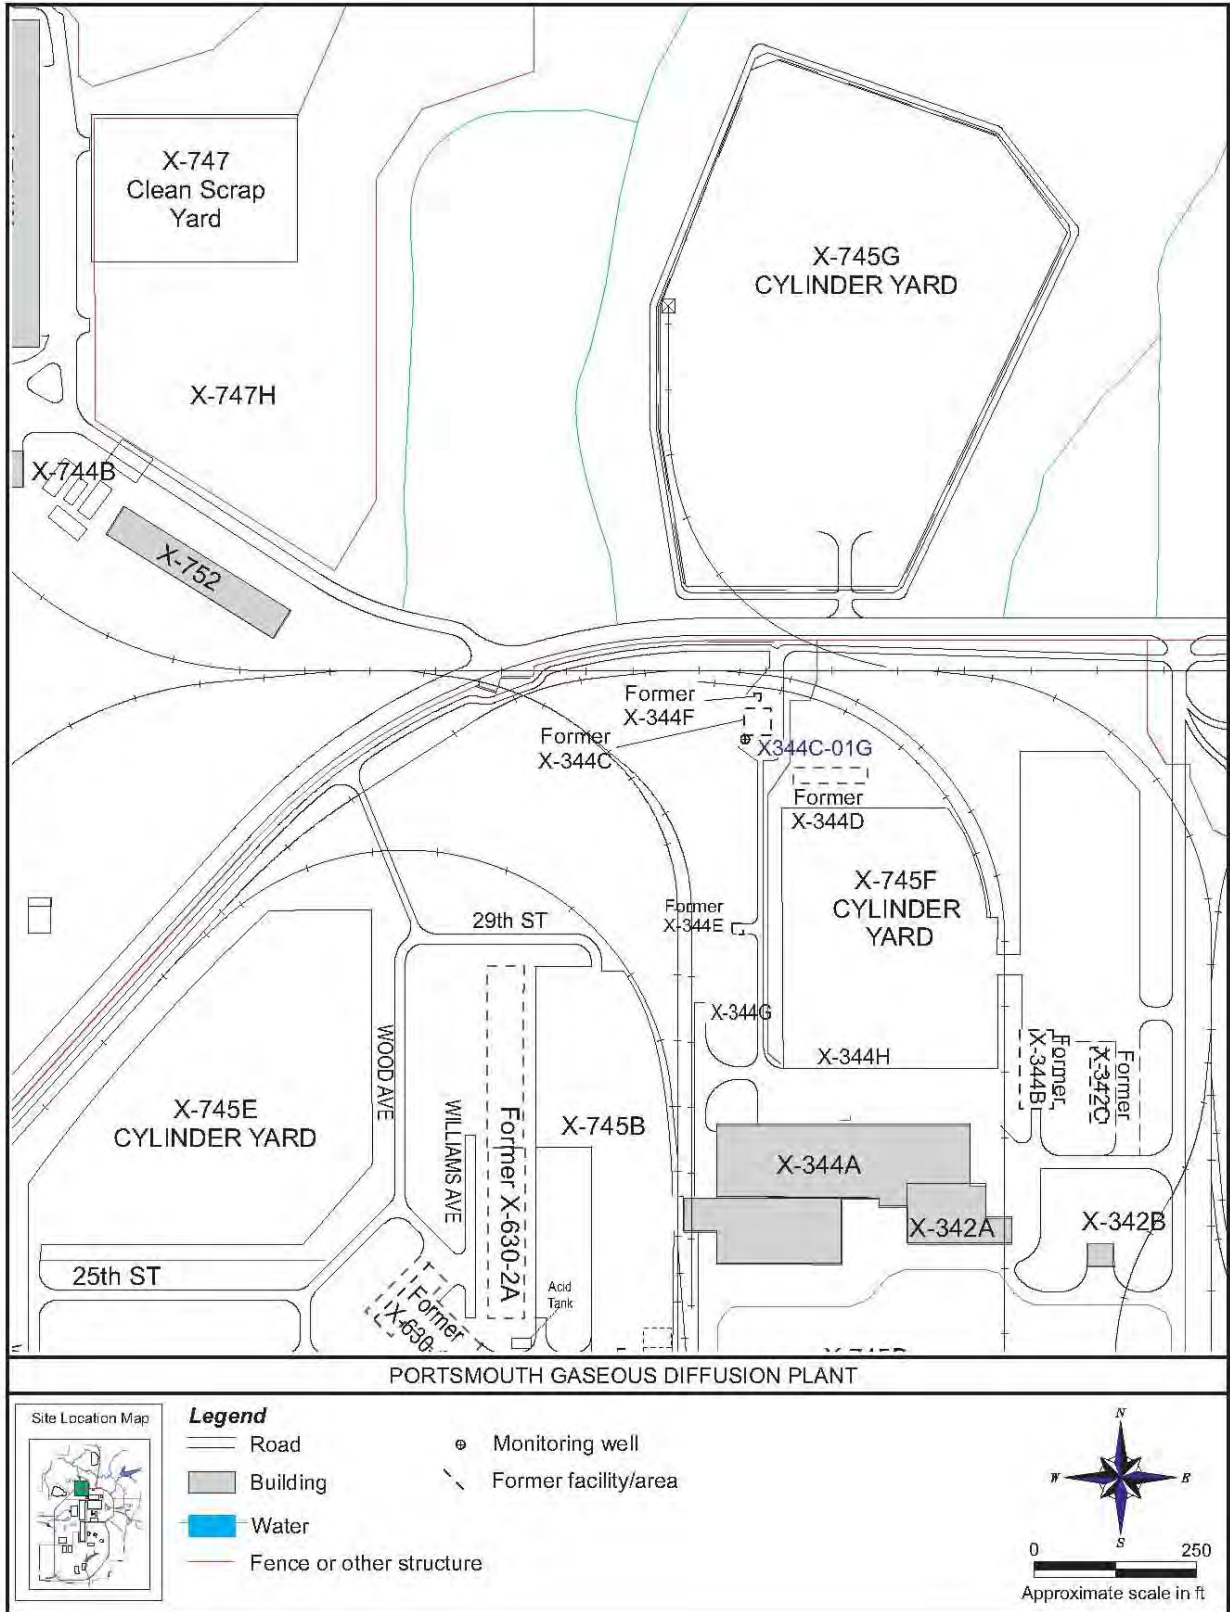 X-747
Clean Scrap
Yard
X-745G
CYLINDER YARD
X-747H
X-744B
X-752
Former
X-344F
Former
X-344C
X344C-01G
Former
X-344D
X-745F
CYLINDER
YARD
Former
X-344E
29th ST
X-344G
X-344H
WOOD AVE
Former
X-344B
Former
X-342C
X-745E
CYLINDER YARD
WILLIAMS AVE
Former X-630-2A
X-745B
X-344A
X-342A
X-342B
25th ST
Former
X-630
Acid
Tank
PORTSMOUTH GASEOUS DIFFUSION PLANT
Site Location Map
Legend
Road
Building
Water
Fence or other structure
Monitoring well
Former facility/area
N
W
E
S
0 250
Approximate scale in ft